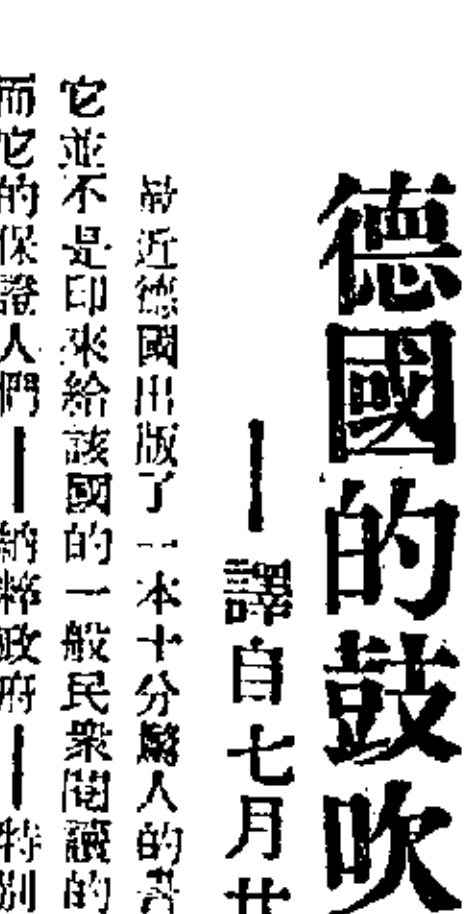 德國的鼓吹
——譯自七月廿
最近德國出版了一本十分驚人的書
它並不是印來給該國的一般民衆閱讀的
而它的保證人們——納粹政府——特別